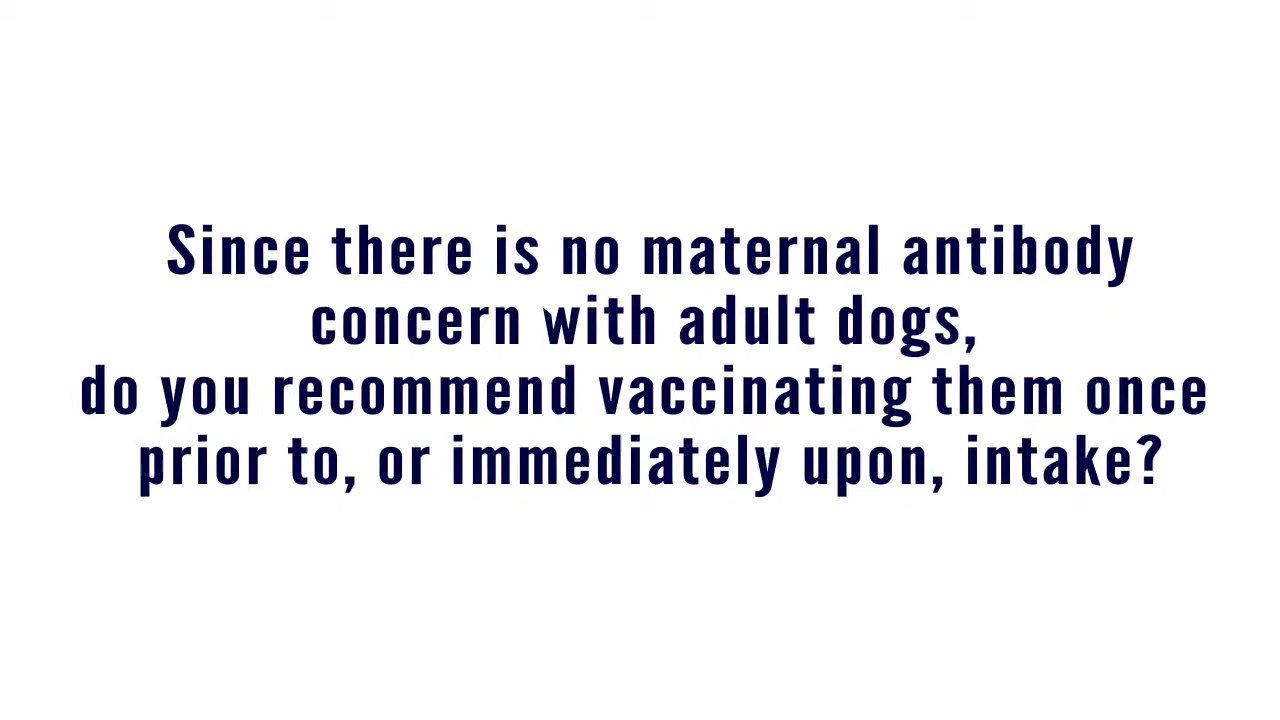 Since there is no maternal antibody
concern with adult dogs,
do you recommend vaccinating them once
prior to, or immediately upon, intake?